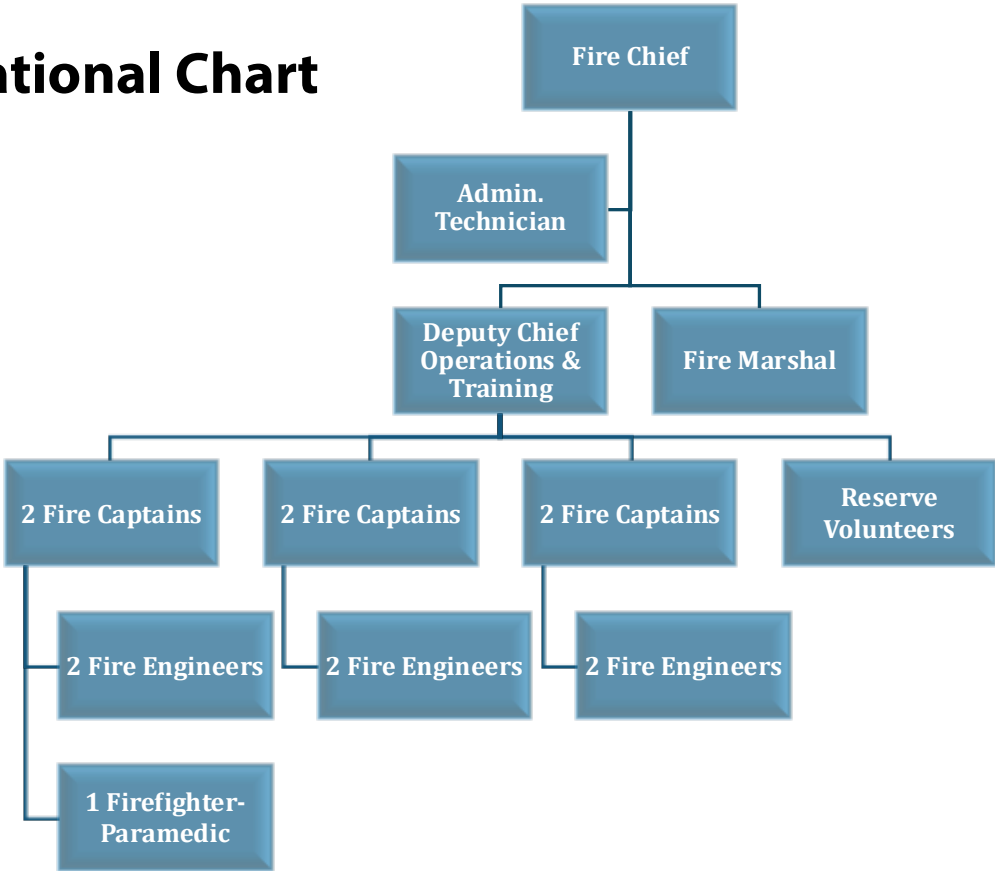 ational Chart
Fire Chief
Admin.
Technician
Deputy Chief
Operations &
Training
Fire Marshal
2 Fire Captains
2 Fire Captains
2 Fire Captains
Reserve
Volunteers
2 Fire Engineers
2 Fire Engineers
2 Fire Engineers
1 Firefighter-
Paramedic